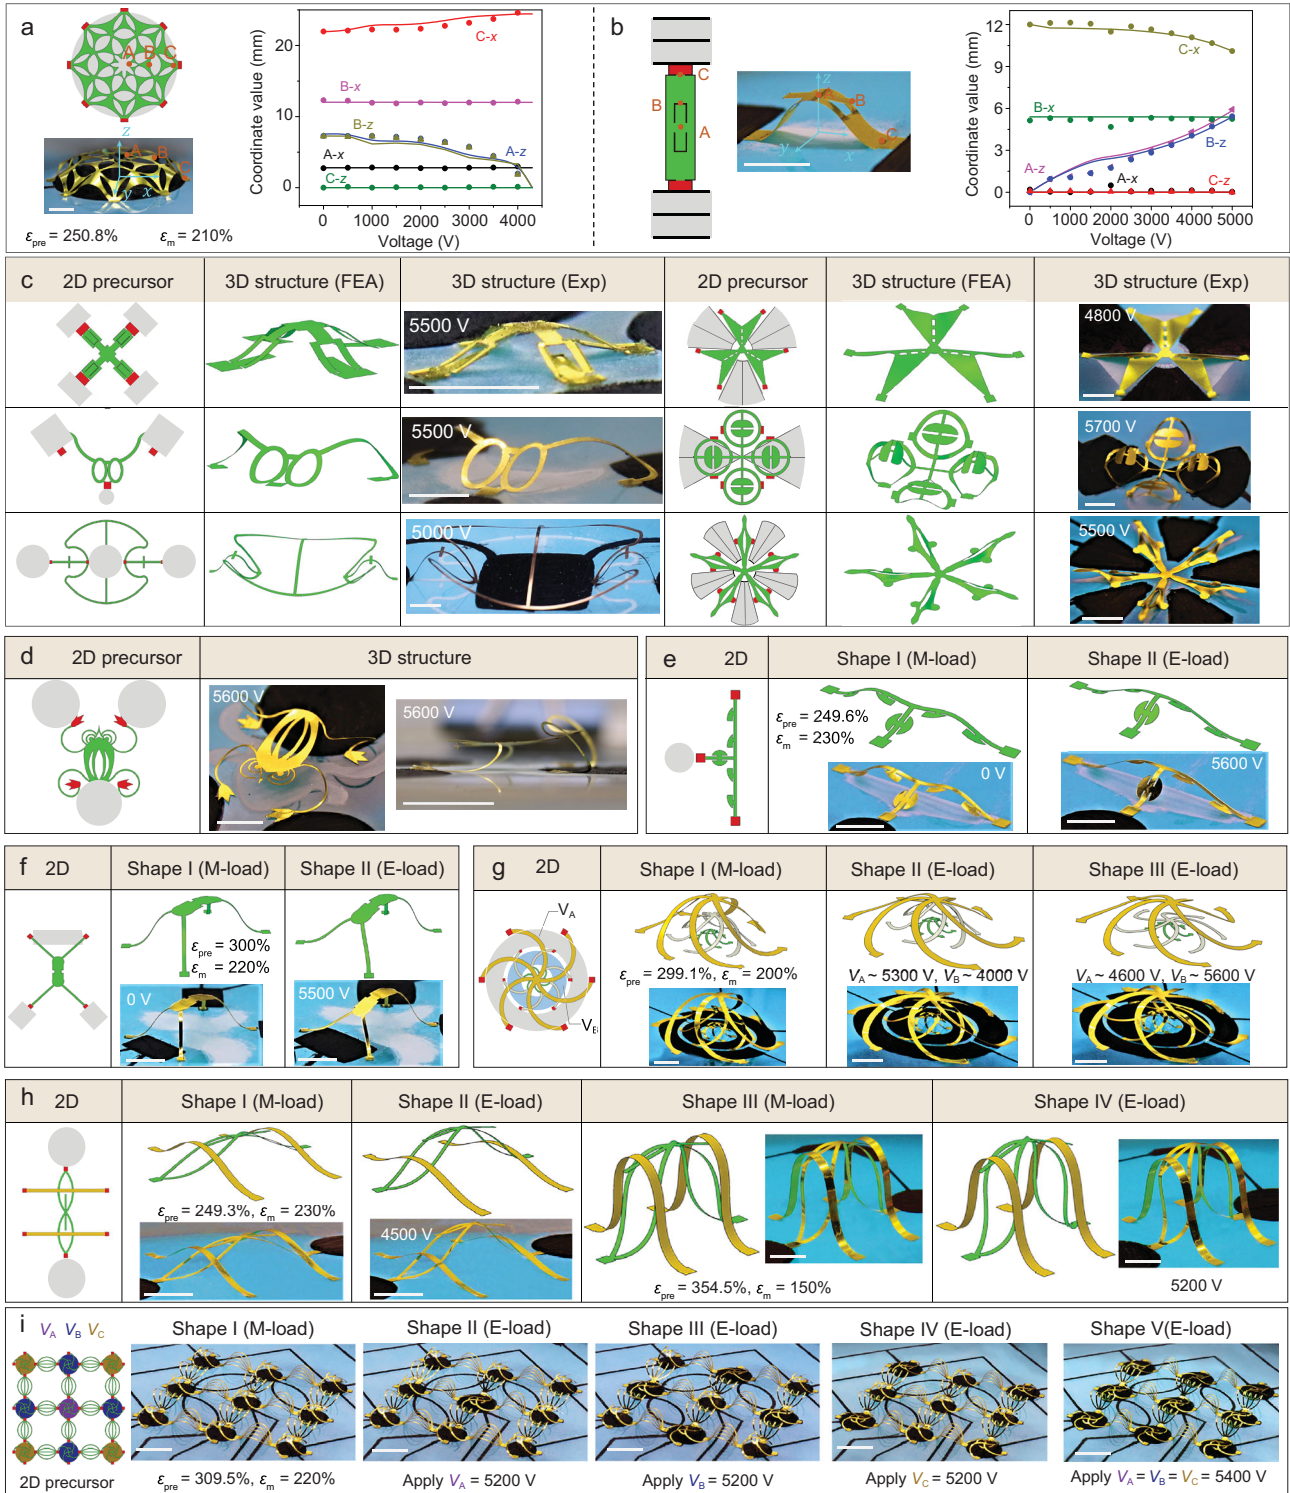 a
A B C
z
A
B
C
y
x
ε_pre = 250.8% ε_m = 210%
Coordinate value (mm)
20
10
0
C-x
B-x
B-z
A-z
A-x
C-z
0 1000 2000 3000 4000
Voltage (V)
b
C
B
A
z
A
B
C
y
x
Coordinate value (mm)
12
9
6
3
0
C-x
B-x
B-z
A-z
A-x
C-z
0 1000 2000 3000 4000 5000
Voltage (V)
c 2D precursor 3D structure (FEA) 3D structure (Exp) 2D precursor 3D structure (FEA) 3D structure (Exp)
5500 V
4800 V
5500 V
5700 V
5000 V
5500 V
d 2D precursor 3D structure
5600 V
5600 V
e 2D Shape I (M-load) Shape II (E-load)
ε_pre = 249.6%
ε_m = 230%
0 V
5600 V
f 2D Shape I (M-load) Shape II (E-load)
ε_pre = 300%
ε_m = 220%
0 V
5500 V
g 2D Shape I (M-load) Shape II (E-load) Shape III (E-load)
V_A
V_B
ε_pre = 299.1%, ε_m = 200%
V_A ~ 5300 V, V_B ~ 4000 V
V_A ~ 4600 V, V_B ~ 5600 V
h 2D Shape I (M-load) Shape II (E-load) Shape III (M-load) Shape IV (E-load)
ε_pre = 249.3%, ε_m = 230%
4500 V
ε_pre = 354.5%, ε_m = 150%
5200 V
i
V_A V_B V_C
Shape I (M-load) Shape II (E-load) Shape III (E-load) Shape IV (E-load) Shape V(E-load)
2D precursor
ε_pre = 309.5%, ε_m = 220%
Apply V_A = 5200 V
Apply V_B = 5200 V
Apply V_C = 5200 V
Apply V_A = V_B = V_C = 5400 V